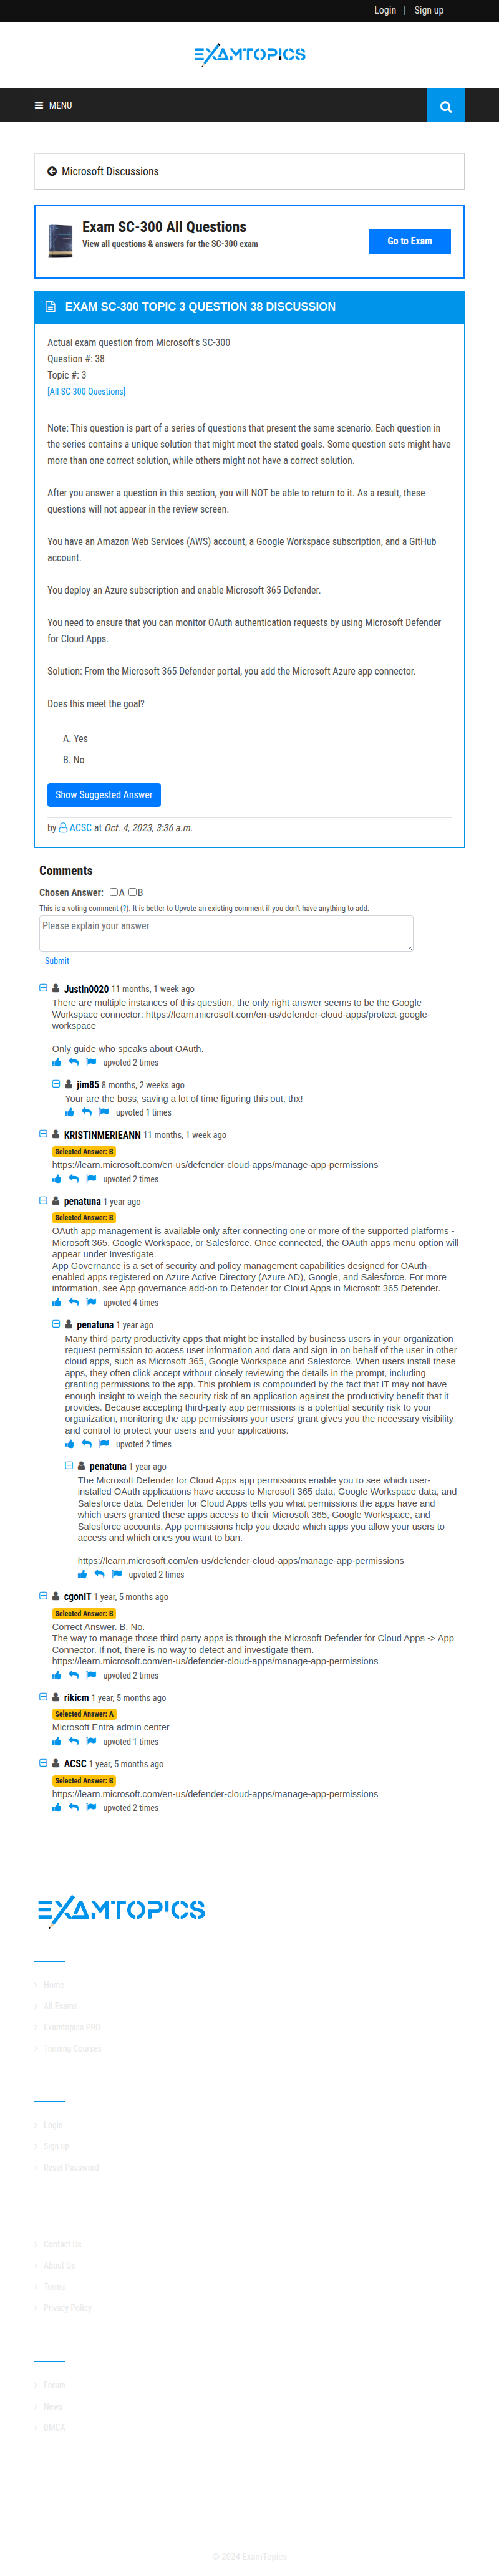 Login | Sign up
EXAMTOPICS
MENU
Microsoft Discussions
Exam SC-300 All Questions
View all questions & answers for the SC-300 exam
Go to Exam
EXAM SC-300 TOPIC 3 QUESTION 38 DISCUSSION
Actual exam question from Microsoft's SC-300
Question #: 38
Topic #: 3
[All SC-300 Questions]
Note: This question is part of a series of questions that present the same scenario. Each question in
the series contains a unique solution that might meet the stated goals. Some question sets might have
more than one correct solution, while others might not have a correct solution.
After you answer a question in this section, you will NOT be able to return to it. As a result, these
questions will not appear in the review screen.
You have an Amazon Web Services (AWS) account, a Google Workspace subscription, and a GitHub
account.
You deploy an Azure subscription and enable Microsoft 365 Defender.
You need to ensure that you can monitor OAuth authentication requests by using Microsoft Defender
for Cloud Apps.
Solution: From the Microsoft 365 Defender portal, you add the Microsoft Azure app connector.
Does this meet the goal?
A. Yes
B. No
Show Suggested Answer
by ACSC at Oct. 4, 2023, 3:36 a.m.
Comments
Chosen Answer: A B
This is a voting comment (?). It is better to Upvote an existing comment if you don't have anything to add.
Please explain your answer
Submit
Justin0020 11 months, 1 week ago
There are multiple instances of this question, the only right answer seems to be the Google
Workspace connector: https://learn.microsoft.com/en-us/defender-cloud-apps/protect-google-
workspace
Only guide who speaks about OAuth.
upvoted 2 times
jim85 8 months, 2 weeks ago
Your are the boss, saving a lot of time figuring this out, thx!
upvoted 1 times
KRISTINMERIEANN 11 months, 1 week ago
Selected Answer: B
https://learn.microsoft.com/en-us/defender-cloud-apps/manage-app-permissions
upvoted 2 times
penatuna 1 year ago
Selected Answer: B
OAuth app management is available only after connecting one or more of the supported platforms -
Microsoft 365, Google Workspace, or Salesforce. Once connected, the OAuth apps menu option will
appear under Investigate.
App Governance is a set of security and policy management capabilities designed for OAuth-
enabled apps registered on Azure Active Directory (Azure AD), Google, and Salesforce. For more
information, see App governance add-on to Defender for Cloud Apps in Microsoft 365 Defender.
upvoted 4 times
penatuna 1 year ago
Many third-party productivity apps that might be installed by business users in your organization
request permission to access user information and data and sign in on behalf of the user in other
cloud apps, such as Microsoft 365, Google Workspace and Salesforce. When users install these
apps, they often click accept without closely reviewing the details in the prompt, including
granting permissions to the app. This problem is compounded by the fact that IT may not have
enough insight to weigh the security risk of an application against the productivity benefit that it
provides. Because accepting third-party app permissions is a potential security risk to your
organization, monitoring the app permissions your users' grant gives you the necessary visibility
and control to protect your users and your applications.
upvoted 2 times
penatuna 1 year ago
The Microsoft Defender for Cloud Apps app permissions enable you to see which user-
installed OAuth applications have access to Microsoft 365 data, Google Workspace data, and
Salesforce data. Defender for Cloud Apps tells you what permissions the apps have and
which users granted these apps access to their Microsoft 365, Google Workspace, and
Salesforce accounts. App permissions help you decide which apps you allow your users to
access and which ones you want to ban.
https://learn.microsoft.com/en-us/defender-cloud-apps/manage-app-permissions
upvoted 2 times
cgonIT 1 year, 5 months ago
Selected Answer: B
Correct Answer. B, No.
The way to manage those third party apps is through the Microsoft Defender for Cloud Apps -> App
Connector. If not, there is no way to detect and investigate them.
https://learn.microsoft.com/en-us/defender-cloud-apps/manage-app-permissions
upvoted 2 times
rikicm 1 year, 5 months ago
Selected Answer: A
Microsoft Entra admin center
upvoted 1 times
ACSC 1 year, 5 months ago
Selected Answer: B
https://learn.microsoft.com/en-us/defender-cloud-apps/manage-app-permissions
upvoted 2 times
EXAMTOPICS
Home
All Exams
Examtopics PRO
Training Courses
Login
Sign up
Reset Password
Contact Us
About Us
Terms
Privacy Policy
Forum
News
DMCA
© 2024 ExamTopics